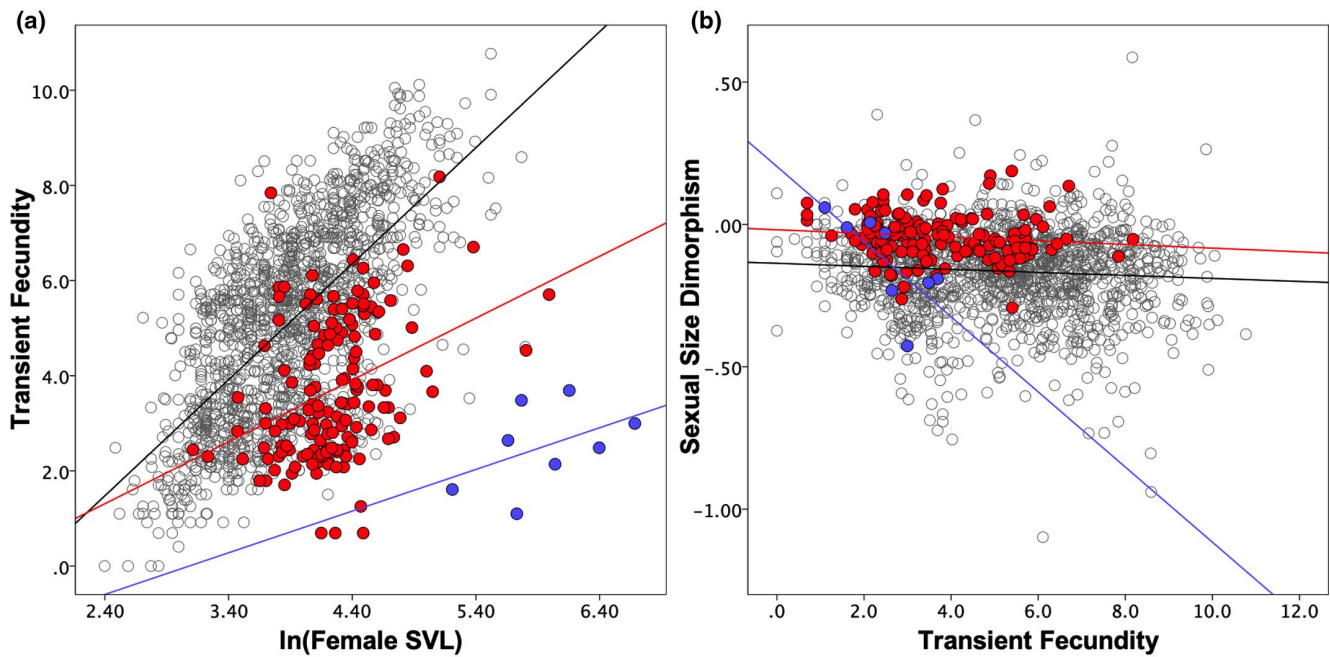 (a)
Transient Fecundity
10.0
8.0
6.0
4.0
2.0
.0
2.40 3.40 4.40 5.40 6.40
ln(Female SVL)
(b)
Sexual Size Dimorphism
.50
.00
-.50
-1.00
.0 2.0 4.0 6.0 8.0 10.0 12.0
Transient Fecundity